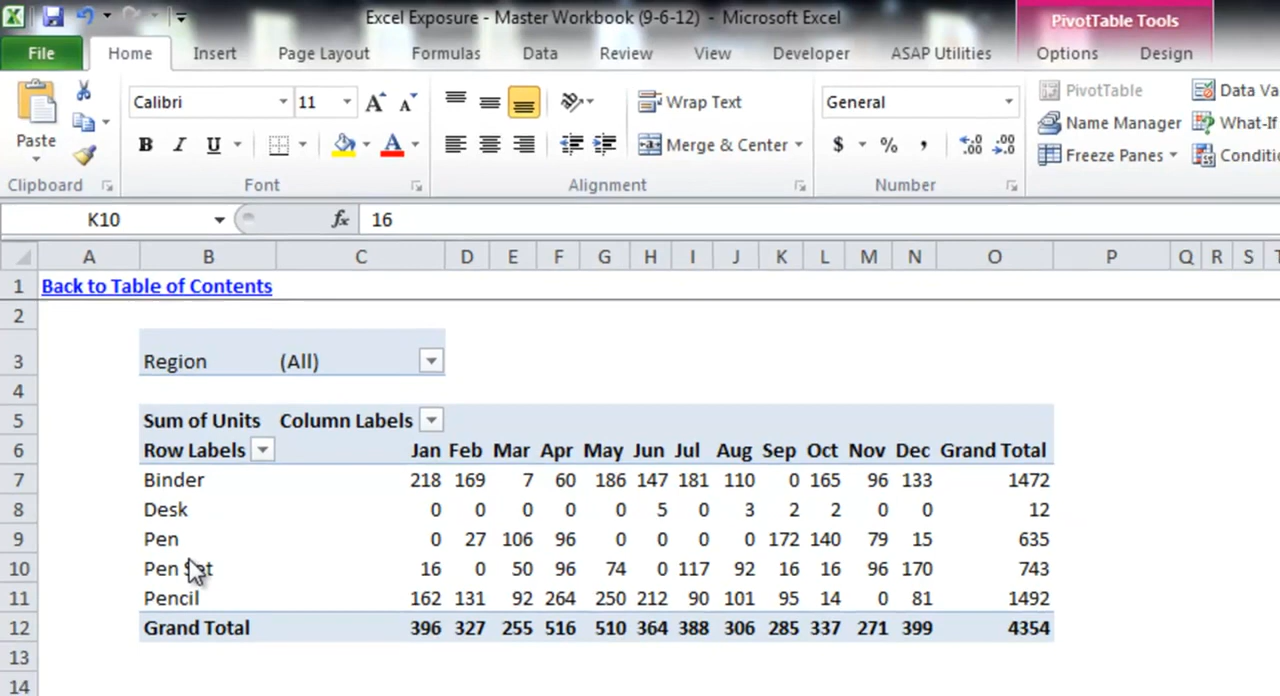 Excel Exposure - Master Workbook (9-6-12) - Microsoft Excel
PivotTable Tools
File Home Insert Page Layout Formulas Data Review View Developer ASAP Utilities Options Design
Calibri 11 Wrap Text General PivotTable Data Va
Paste B I U A Merge & Center $ % , Name Manager What-If
Freeze Panes Conditi
Clipboard Font Alignment Number
K10 fx 16
A B C D E F G H I J K L M N O P Q R S T
1 Back to Table of Contents
2
3 Region (All)
4
5 Sum of Units Column Labels
6 Row Labels Jan Feb Mar Apr May Jun Jul Aug Sep Oct Nov Dec Grand Total
7 Binder 218 169 7 60 186 147 181 110 0 165 96 133 1472
8 Desk 0 0 0 0 0 5 0 3 2 2 0 0 12
9 Pen 0 27 106 96 0 0 0 0 172 140 79 15 635
10 Pen Set 16 0 50 96 74 0 117 92 16 16 96 170 743
11 Pencil 162 131 92 264 250 212 90 101 95 14 0 81 1492
12 Grand Total 396 327 255 516 510 364 388 306 285 337 271 399 4354
13
14